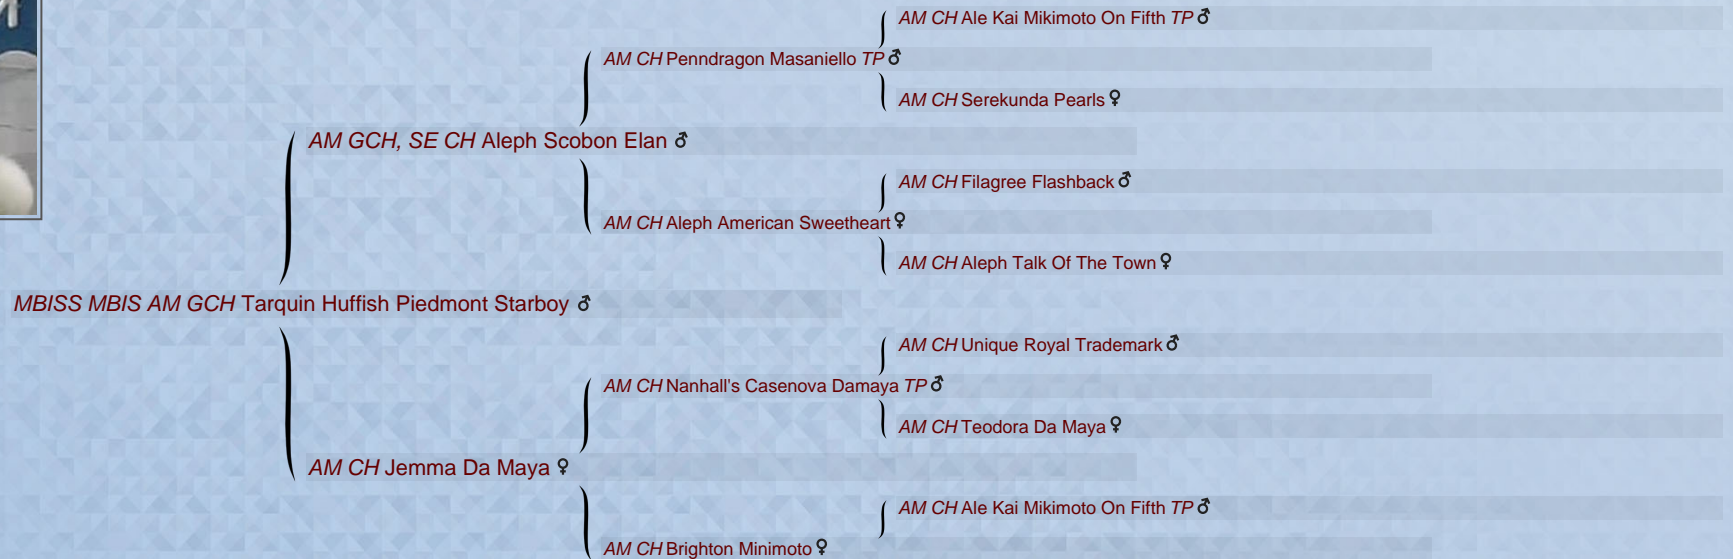 AM CH Ale Kai Mikimoto On Fifth TP ♂
AM CH Penndragon Masaniello TP ♂
AM CH Serekunda Pearls ♀
AM GCH, SE CH Aleph Scobon Elan ♂
AM CH Filagree Flashback ♂
AM CH Aleph American Sweetheart ♀
AM CH Aleph Talk Of The Town ♀
MBISS MBIS AM GCH Tarquin Huffish Piedmont Starboy ♂
AM CH Unique Royal Trademark ♂
AM CH Nanhall's Casenova Damaya TP ♂
AM CH Teodora Da Maya ♀
AM CH Jemma Da Maya ♀
AM CH Ale Kai Mikimoto On Fifth TP ♂
AM CH Brighton Minimoto ♀